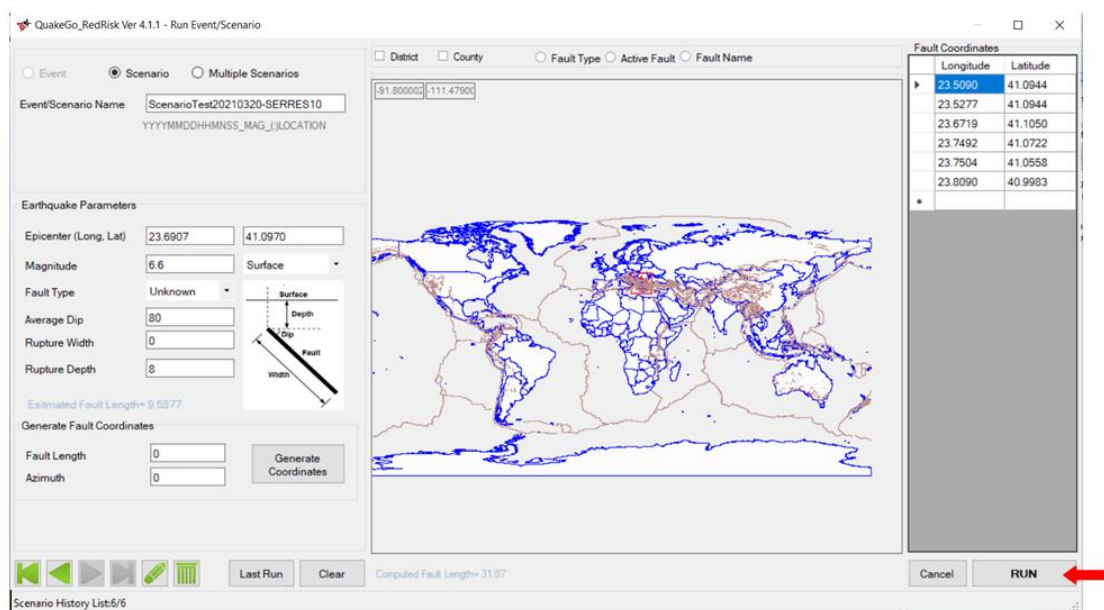 QuakeGo_RedRisk Ver 4.1.1 - Run Event/Scenario
Event Scenario Multiple Scenarios
Event/Scenario Name ScenarioTest20210320-SERRES10
YYYYMMDDHHMNSS_MAG_(;)LOCATION
Earthquake Parameters
Epicenter (Long, Lat) 23.6907 41.0970
Magnitude 6.6 Surface
Fault Type Unknown
Average Dip 80
Rupture Width 0
Rupture Depth 8
Surface
Depth
Dip
Fault
Width
Esitmated Fault Length= 9.6877
Generate Fault Coordinates
Fault Length 0
Azimuth 0
Generate
Coordinates
Last Run Clear
Scenario History List:6/6
District County Fault Type Active Fault Fault Name
-91.800002 -111.47900
Computed Fault Length= 31.07
Fault Coordinates
Longitude Latitude
23.5090 41.0944
23.5277 41.0944
23.6719 41.1050
23.7492 41.0722
23.7504 41.0558
23.8090 40.9983
*
Cancel RUN